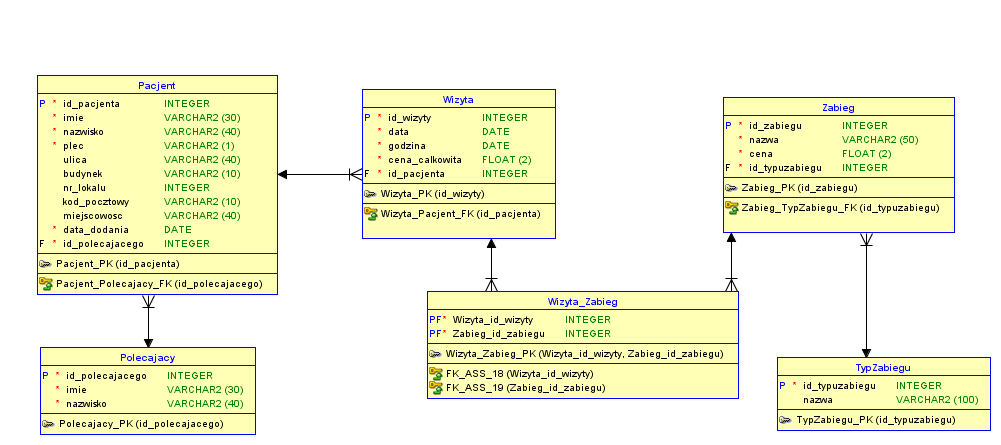 Pacjent
P * id_pacjenta INTEGER
* imie VARCHAR2 (30)
* nazwisko VARCHAR2 (40)
* plec VARCHAR2 (1)
ulica VARCHAR2 (40)
budynek VARCHAR2 (10)
nr_lokalu INTEGER
kod_pocztowy VARCHAR2 (10)
miejscowosc VARCHAR2 (40)
* data_dodania DATE
F * id_polecajacego INTEGER
Pacjent_PK (id_pacjenta)
Pacjent_Polecajacy_FK (id_polecajacego)
Wizyta
P * id_wizyty INTEGER
* data DATE
* godzina DATE
* cena_calkowita FLOAT (2)
F * id_pacjenta INTEGER
Wizyta_PK (id_wizyty)
Wizyta_Pacjent_FK (id_pacjenta)
Zabieg
P * id_zabiegu INTEGER
* nazwa VARCHAR2 (50)
* cena FLOAT (2)
F * id_typuzabiegu INTEGER
Zabieg_PK (id_zabiegu)
Zabieg_TypZabiegu_FK (id_typuzabiegu)
Wizyta_Zabieg
PF* Wizyta_id_wizyty INTEGER
PF* Zabieg_id_zabiegu INTEGER
Wizyta_Zabieg_PK (Wizyta_id_wizyty, Zabieg_id_zabiegu)
FK_ASS_18 (Wizyta_id_wizyty)
FK_ASS_19 (Zabieg_id_zabiegu)
Polecajacy
P * id_polecajacego INTEGER
* imie VARCHAR2 (30)
* nazwisko VARCHAR2 (40)
Polecajacy_PK (id_polecajacego)
TypZabiegu
P * id_typuzabiegu INTEGER
nazwa VARCHAR2 (100)
TypZabiegu_PK (id_typuzabiegu)